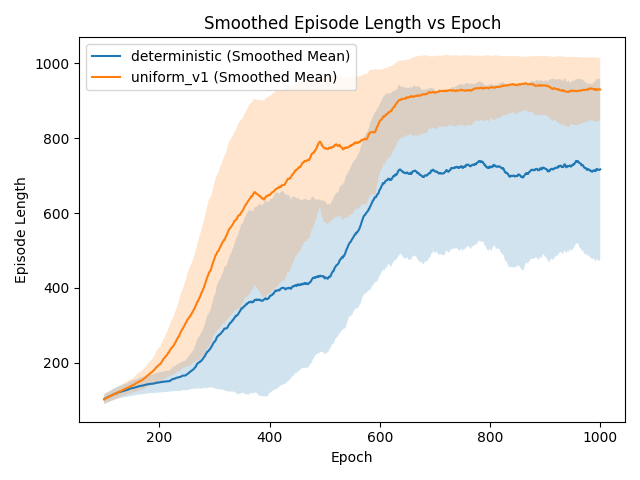 Smoothed Episode Length vs Epoch
deterministic (Smoothed Mean)
uniform_v1 (Smoothed Mean)
Episode Length
1000
800
600
400
200
200 400 600 800 1000
Epoch